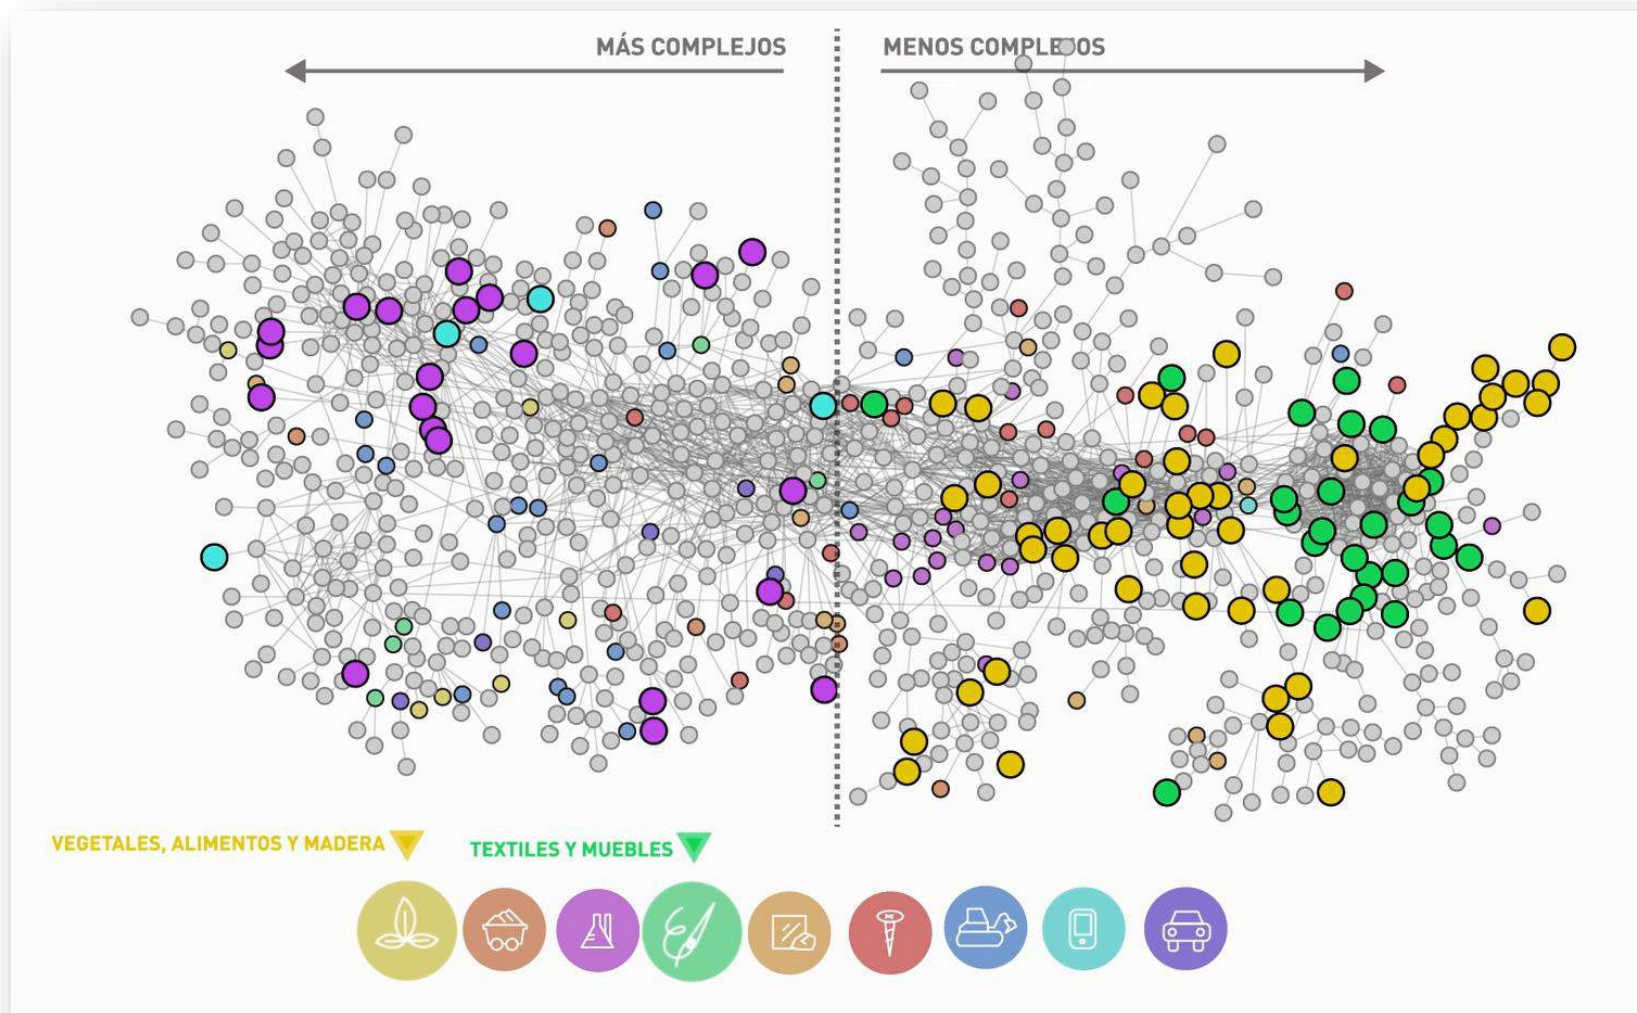 MÁS COMPLEJOS
MENOS COMPLEJOS
VEGETALES, ALIMENTOS Y MADERA
TEXTILES Y MUEBLES